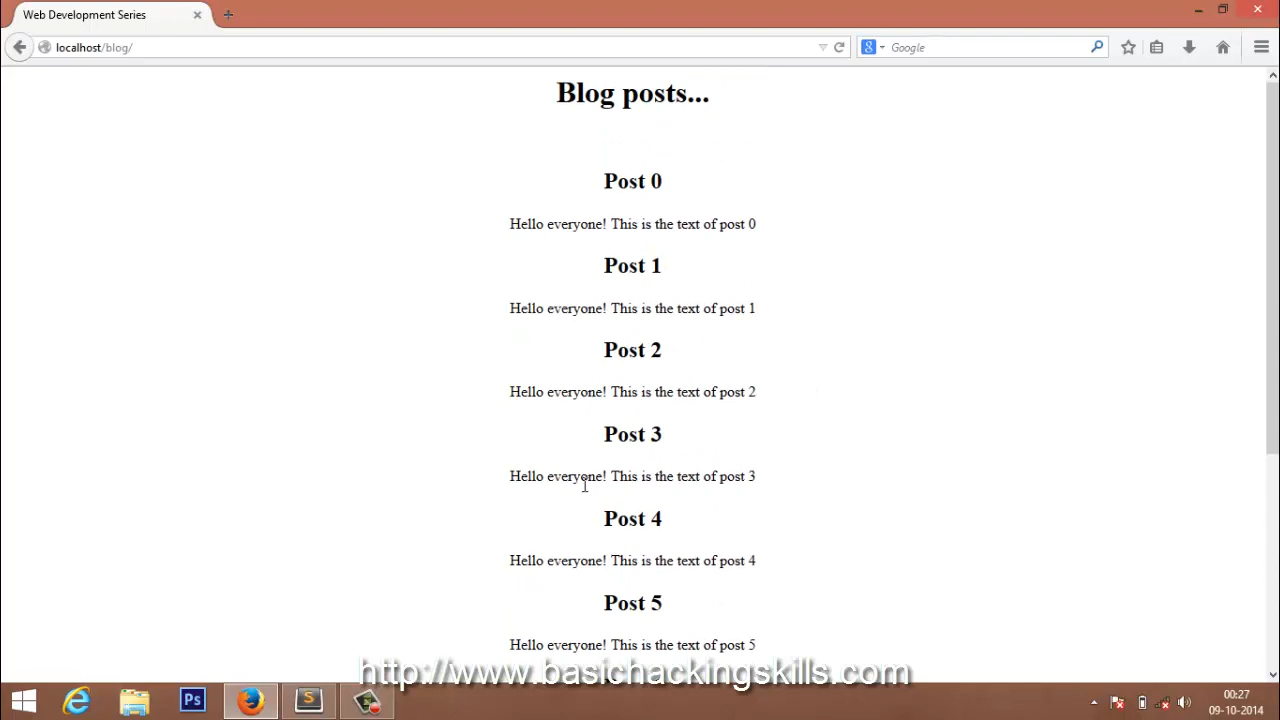 Web Development Series
localhost/blog/
Google
Blog posts...
Post 0
Hello everyone! This is the text of post 0
Post 1
Hello everyone! This is the text of post 1
Post 2
Hello everyone! This is the text of post 2
Post 3
Hello everyone! This is the text of post 3
Post 4
Hello everyone! This is the text of post 4
Post 5
Hello everyone! This is the text of post 5
http://www.basichackingskills.com
Ps
00:27
09-10-2014